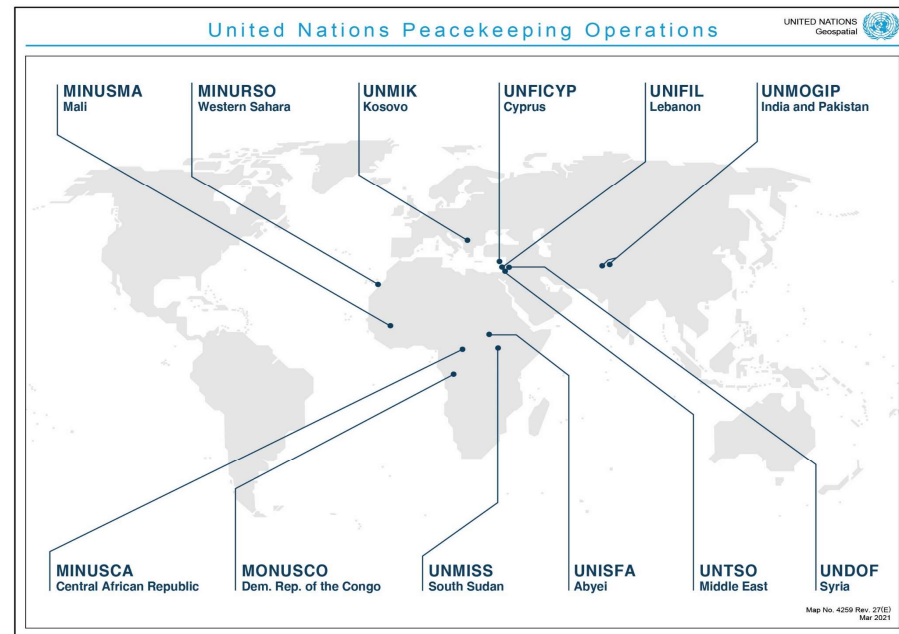 United Nations Peacekeeping Operations
UNITED NATIONS
Geospatial
MINUSMA
Mali
MINURSO
Western Sahara
UNMIK
Kosovo
UNFICYP
Cyprus
UNIFIL
Lebanon
UNMOGIP
India and Pakistan
MINUSCA
Central African Republic
MONUSCO
Dem. Rep. of the Congo
UNMISS
South Sudan
UNISFA
Abyei
UNTSO
Middle East
UNDOF
Syria
Map No. 4259 Rev. 27(E)
Mar 2021